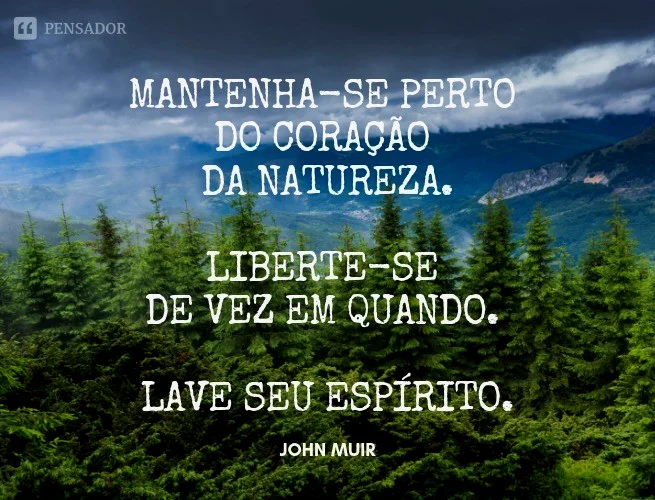 PENSADOR
MANTENHA-SE PERTO
DO CORAÇÃO
DA NATUREZA.
LIBERTE-SE
DE VEZ EM QUANDO.
LAVE SEU ESPÍRITO.
JOHN MUIR